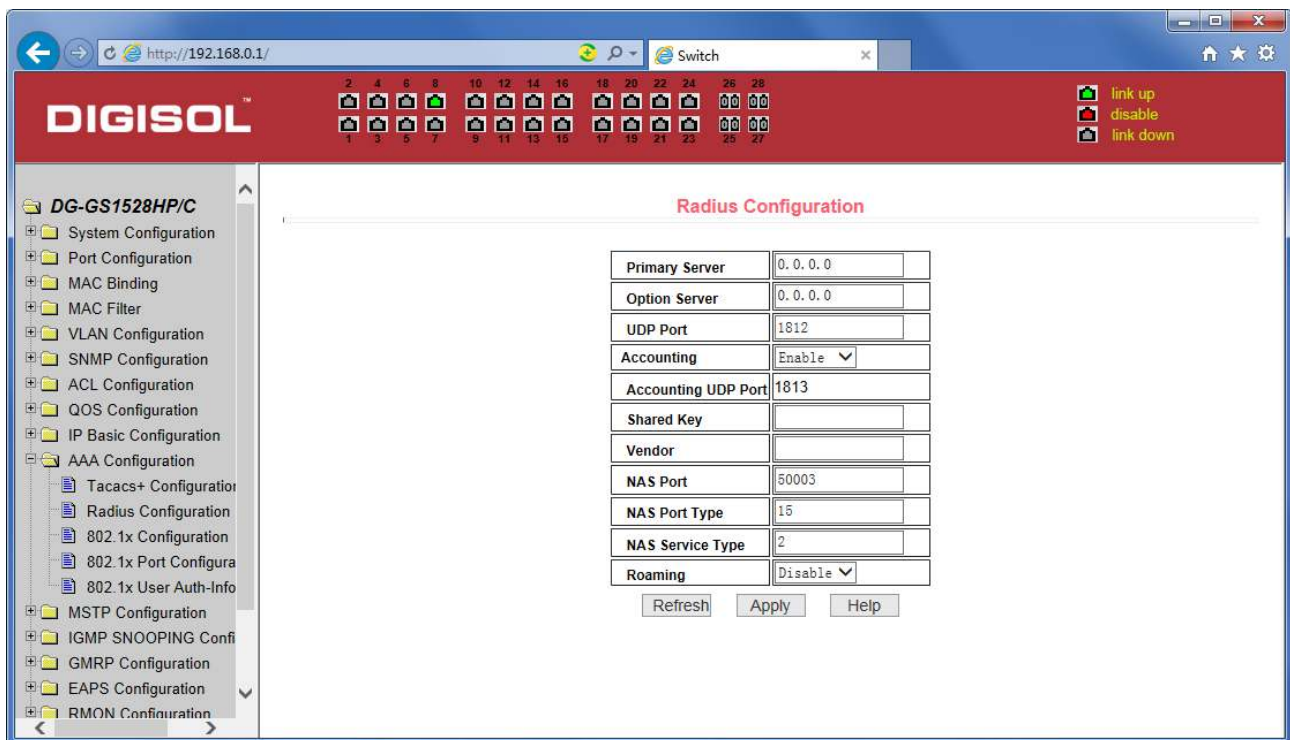 http://192.168.0.1/
Switch
DIGISOL™
2 4 6 8 10 12 14 16 18 20 22 24 26 28
1 3 5 7 9 11 13 15 17 19 21 23 25 27
link up
disable
link down
DG-GS1528HP/C
System Configuration
Port Configuration
MAC Binding
MAC Filter
VLAN Configuration
SNMP Configuration
ACL Configuration
QOS Configuration
IP Basic Configuration
AAA Configuration
Tacacs+ Configuration
Radius Configuration
802.1x Configuration
802.1x Port Configura
802.1x User Auth-Info
MSTP Configuration
IGMP SNOOPING Confi
GMRP Configuration
EAPS Configuration
RMON Configuration
Radius Configuration
Primary Server 0.0.0.0
Option Server 0.0.0.0
UDP Port 1812
Accounting Enable
Accounting UDP Port 1813
Shared Key
Vendor
NAS Port 50003
NAS Port Type 15
NAS Service Type 2
Roaming Disable
Refresh Apply Help